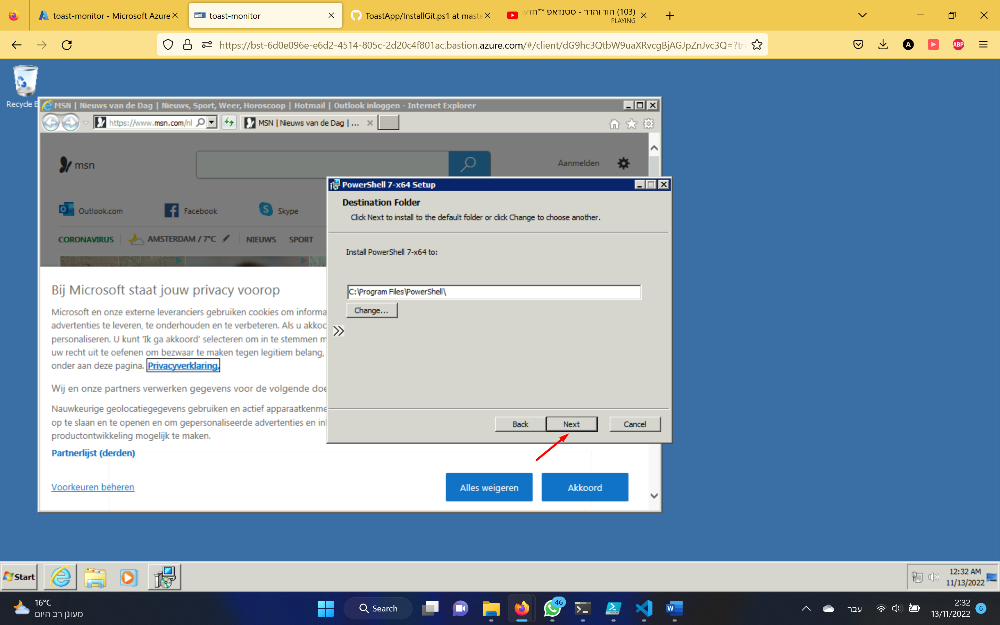 toast-monitor - Microsoft Azure
toast-monitor
ToastApp/InstallGit.ps1 at maste
(103) הוד והדר - סטנדאפ **חדש
PLAYING
https://bst-6d0e096e-e6d2-4514-805c-2d20c4f801ac.bastion.azure.com/#/client/dG9hc3QtbW9uaXRvcgBjAGJpZnJvc3Q=?tru
A
ABP
Recycle B
MSN | Nieuws van de Dag | Nieuws, Sport, Weer, Horoscoop | Hotmail | Outlook inloggen - Internet Explorer
https://www.msn.com/nl
MSN | Nieuws van de Dag | ...
msn
Aanmelden
Outlook.com
Facebook
Skype
CORONAVIRUS
AMSTERDAM / 7°C
NIEUWS
SPORT
PowerShell 7-x64 Setup
Destination Folder
Click Next to install to the default folder or click Change to choose another.
Install PowerShell 7-x64 to:
C:\Program Files\PowerShell\
Change...
Back
Next
Cancel
Bij Microsoft staat jouw privacy voorop
Microsoft en onze externe leveranciers gebruiken cookies om informa
advertenties te leveren, te onderhouden en te verbeteren. Als u akkoo
personaliseren. U kunt 'Ik ga akkoord' selecteren om in te stemmen m
uw recht uit te oefenen om bezwaar te maken tegen legitiem belang,
onder aan deze pagina. Privacyverklaring.
Wij en onze partners verwerken gegevens voor de volgende doe
Nauwkeurige geolocatiegegevens gebruiken en actief apparaatkenme
op te slaan en te openen en om gepersonaliseerde advertenties en inl
productontwikkeling mogelijk te maken.
Partnerlijst (derden)
Voorkeuren beheren
Alles weigeren
Akkoord
Start
12:32 AM
11/13/2022
16°C
מעונן רב היום
Search
46
עבר
2:32
13/11/2022
6